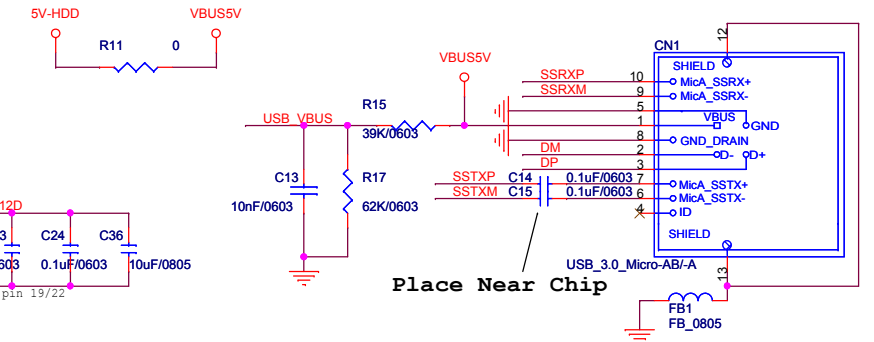 5V-HDD
VBUS5V
R11
0
12
CN1
SHIELD
VBUS5V
SSRXP
10
MicA_SSRX+
SSRXM
9
MicA_SSRX-
R15
5
VBUS
USB_VBUS
1
GND
39K/0603
8
GND_DRAIN
DM
2
D-
D+
DP
3
C13
R17
SSTXP
C14
0.1uF/0603
7
MicA_SSTX+
SSTXM
C15
0.1uF/0603
6
MicA_SSTX-
10nF/0603
62K/0603
4
ID
12D
3
C24
C36
SHIELD
603
0.1uF/0603
10uF/0805
USB_3.0_Micro-AB/-A
13
Place Near Chip
pin 19/22
FB1
FB_0805